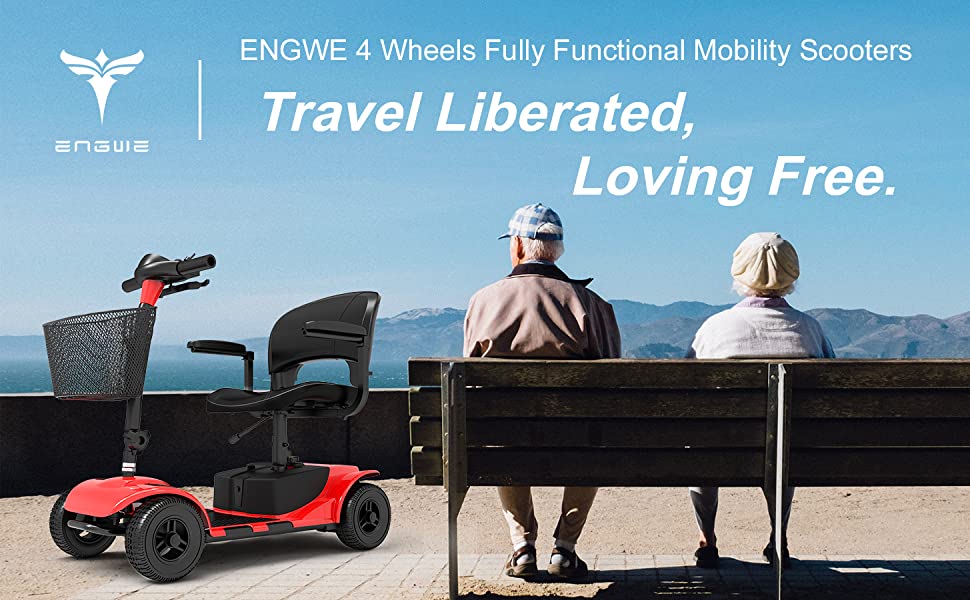 ENGWE
ENGWE 4 Wheels Fully Functional Mobility Scooters
Travel Liberated,
Loving Free.